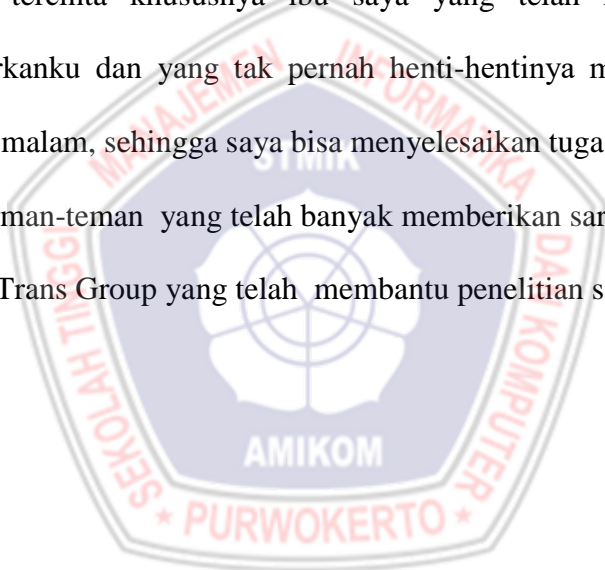 tercinta khususnya ibu saya yang telah
rkanku dan yang tak pernah henti-hentinya m
malam, sehingga saya bisa menyelesaikan tuga
man-teman yang telah banyak memberikan sar
Trans Group yang telah membantu penelitian s
SEKOLAH TINGGI MANAJEMEN INFORMATIKA DAN KOMPUTER
STMIK
AMIKOM
* PURWOKERTO *